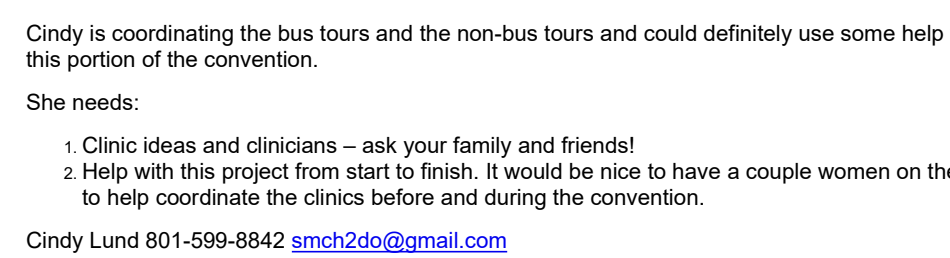 Cindy is coordinating the bus tours and the non-bus tours and could definitely use some help
this portion of the convention.
She needs:
1. Clinic ideas and clinicians – ask your family and friends!
2. Help with this project from start to finish. It would be nice to have a couple women on
to help coordinate the clinics before and during the convention.
Cindy Lund 801-599-8842 smch2do@gmail.com